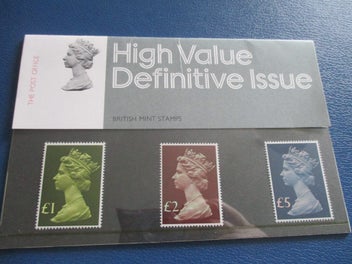 THE POST OFFICE
High Value
Definitive Issue
BRITISH MINT STAMPS
£1
£2
£5